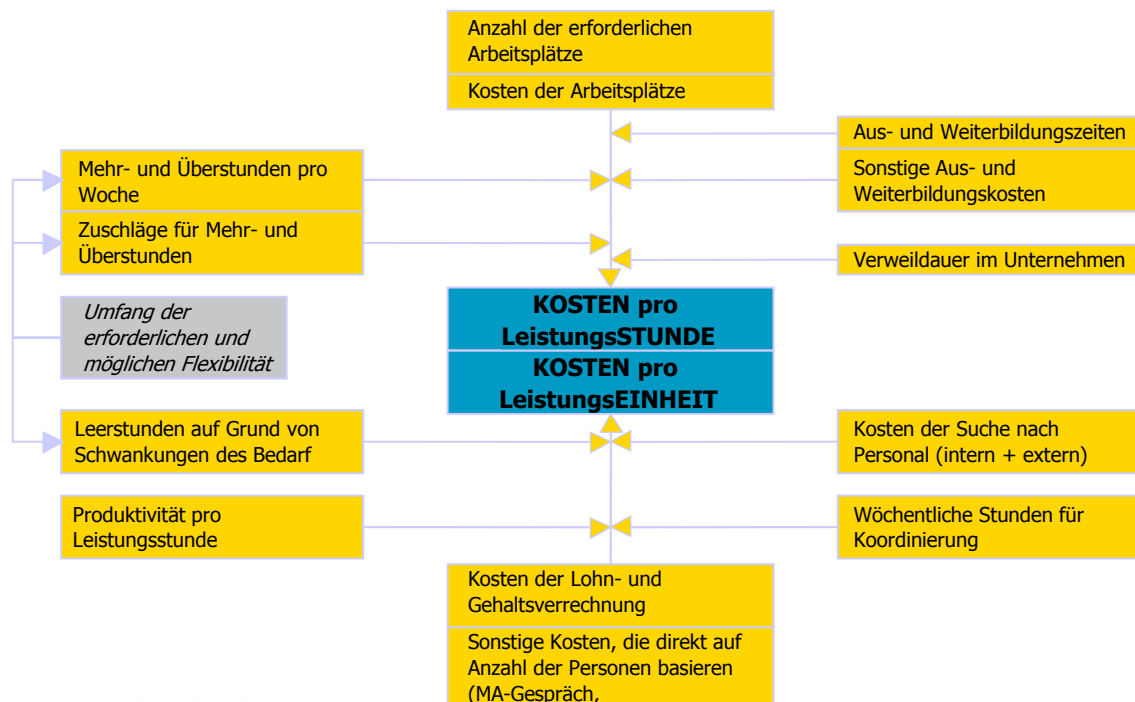 Anzahl der erforderlichen
Arbeitsplätze
Kosten der Arbeitsplätze
Aus- und Weiterbildungszeiten
Mehr- und Überstunden pro
Woche
Sonstige Aus- und
Weiterbildungskosten
Zuschläge für Mehr- und
Überstunden
Verweildauer im Unternehmen
Umfang der
erforderlichen und
möglichen Flexibilität
KOSTEN pro
LeistungsSTUNDE
KOSTEN pro
LeistungsEINHEIT
Leerstunden auf Grund von
Schwankungen des Bedarf
Kosten der Suche nach
Personal (intern + extern)
Produktivität pro
Leistungsstunde
Wöchentliche Stunden für
Koordinierung
Kosten der Lohn- und
Gehaltsverrechnung
Sonstige Kosten, die direkt auf
Anzahl der Personen basieren
(MA-Gespräch,